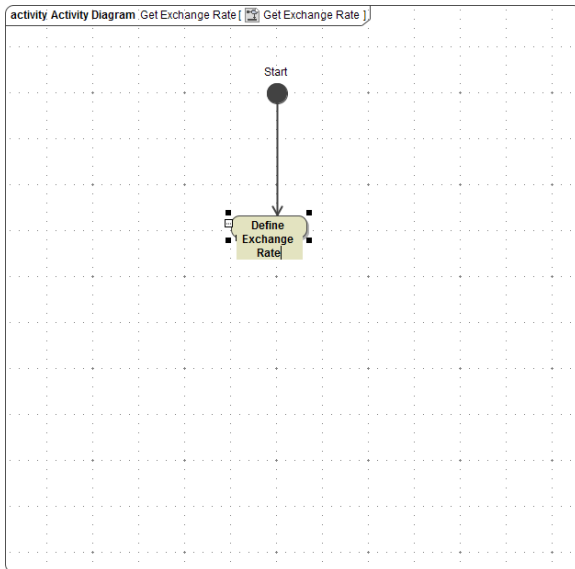 activity Activity Diagram Get Exchange Rate [ Get Exchange Rate ]
Start
Define
Exchange
Rate